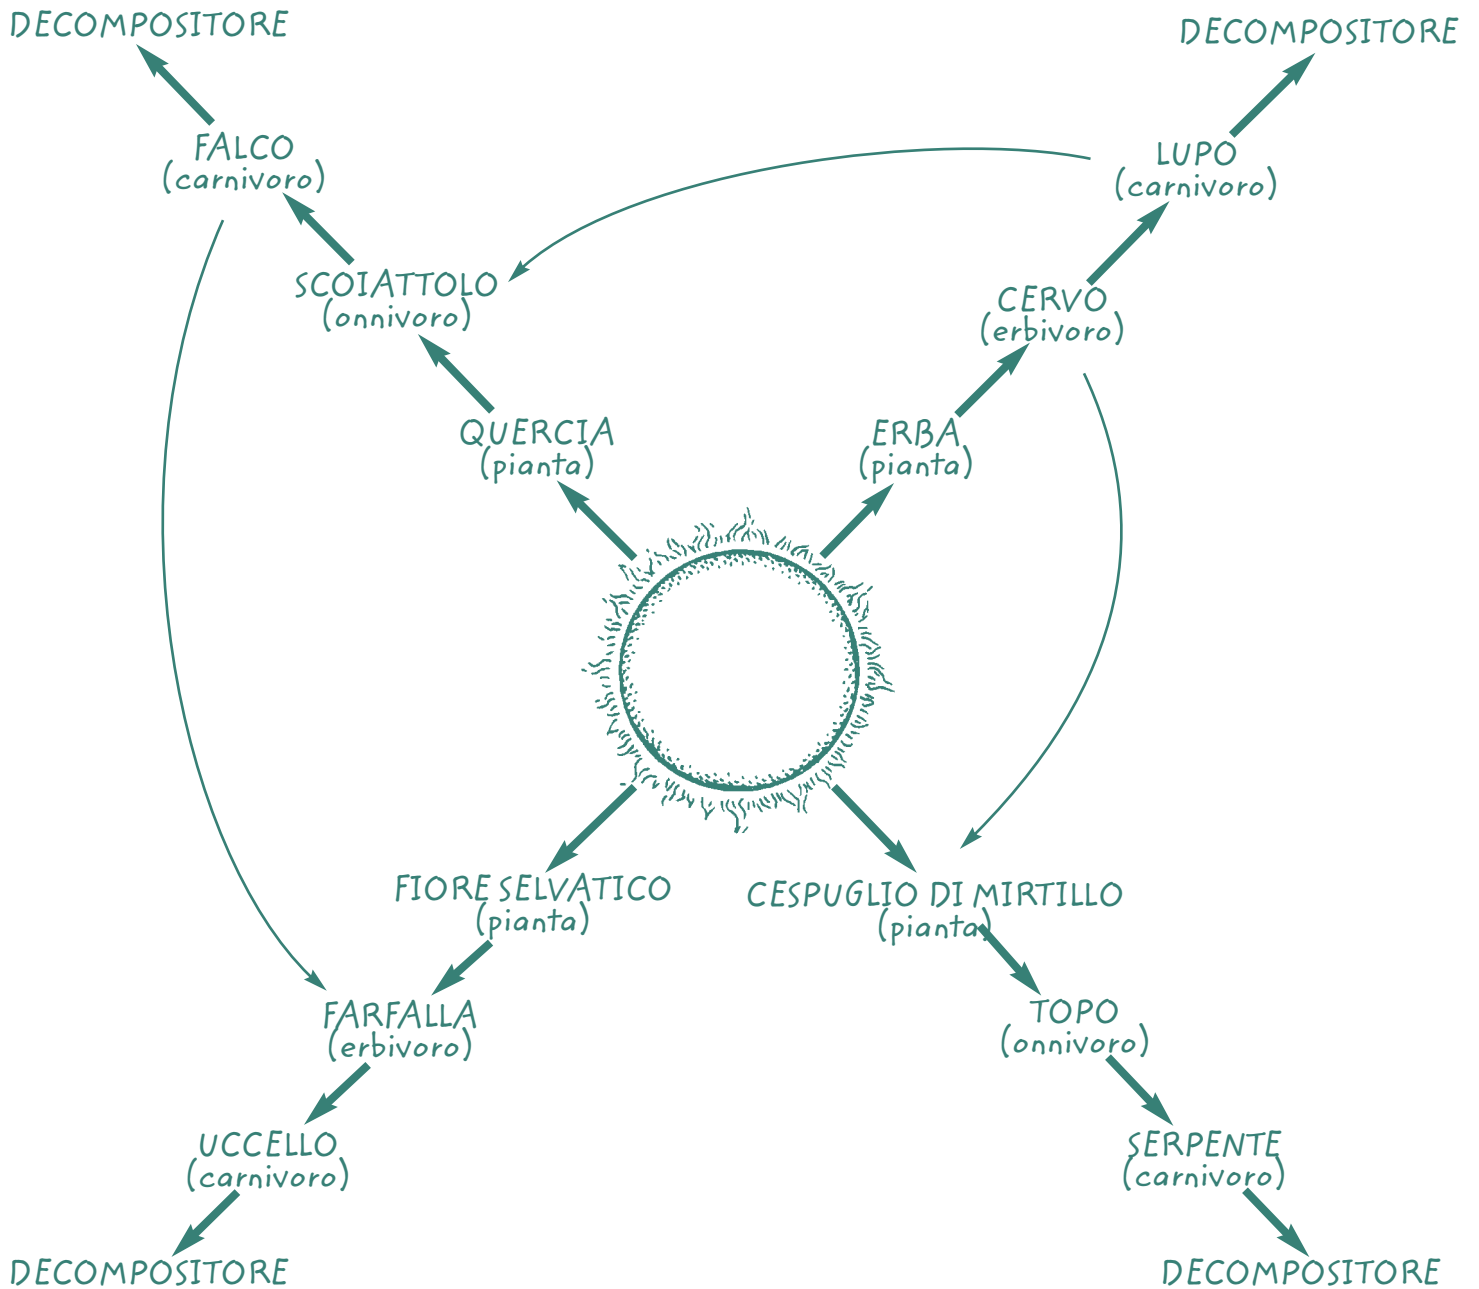 DECOMPOSITORE
DECOMPOSITORE
FALCO
(carnivoro)
LUPO
(carnivoro)
SCOIATTOLO
(onnivoro)
CERVO
(erbivoro)
QUERCIA
(pianta)
ERBA
(pianta)
FIORE SELVATICO
(pianta)
CESPUGLIO DI MIRTILLO
(pianta)
FARFALLA
(erbivoro)
TOPO
(onnivoro)
UCCELLO
(carnivoro)
SERPENTE
(carnivoro)
DECOMPOSITORE
DECOMPOSITORE